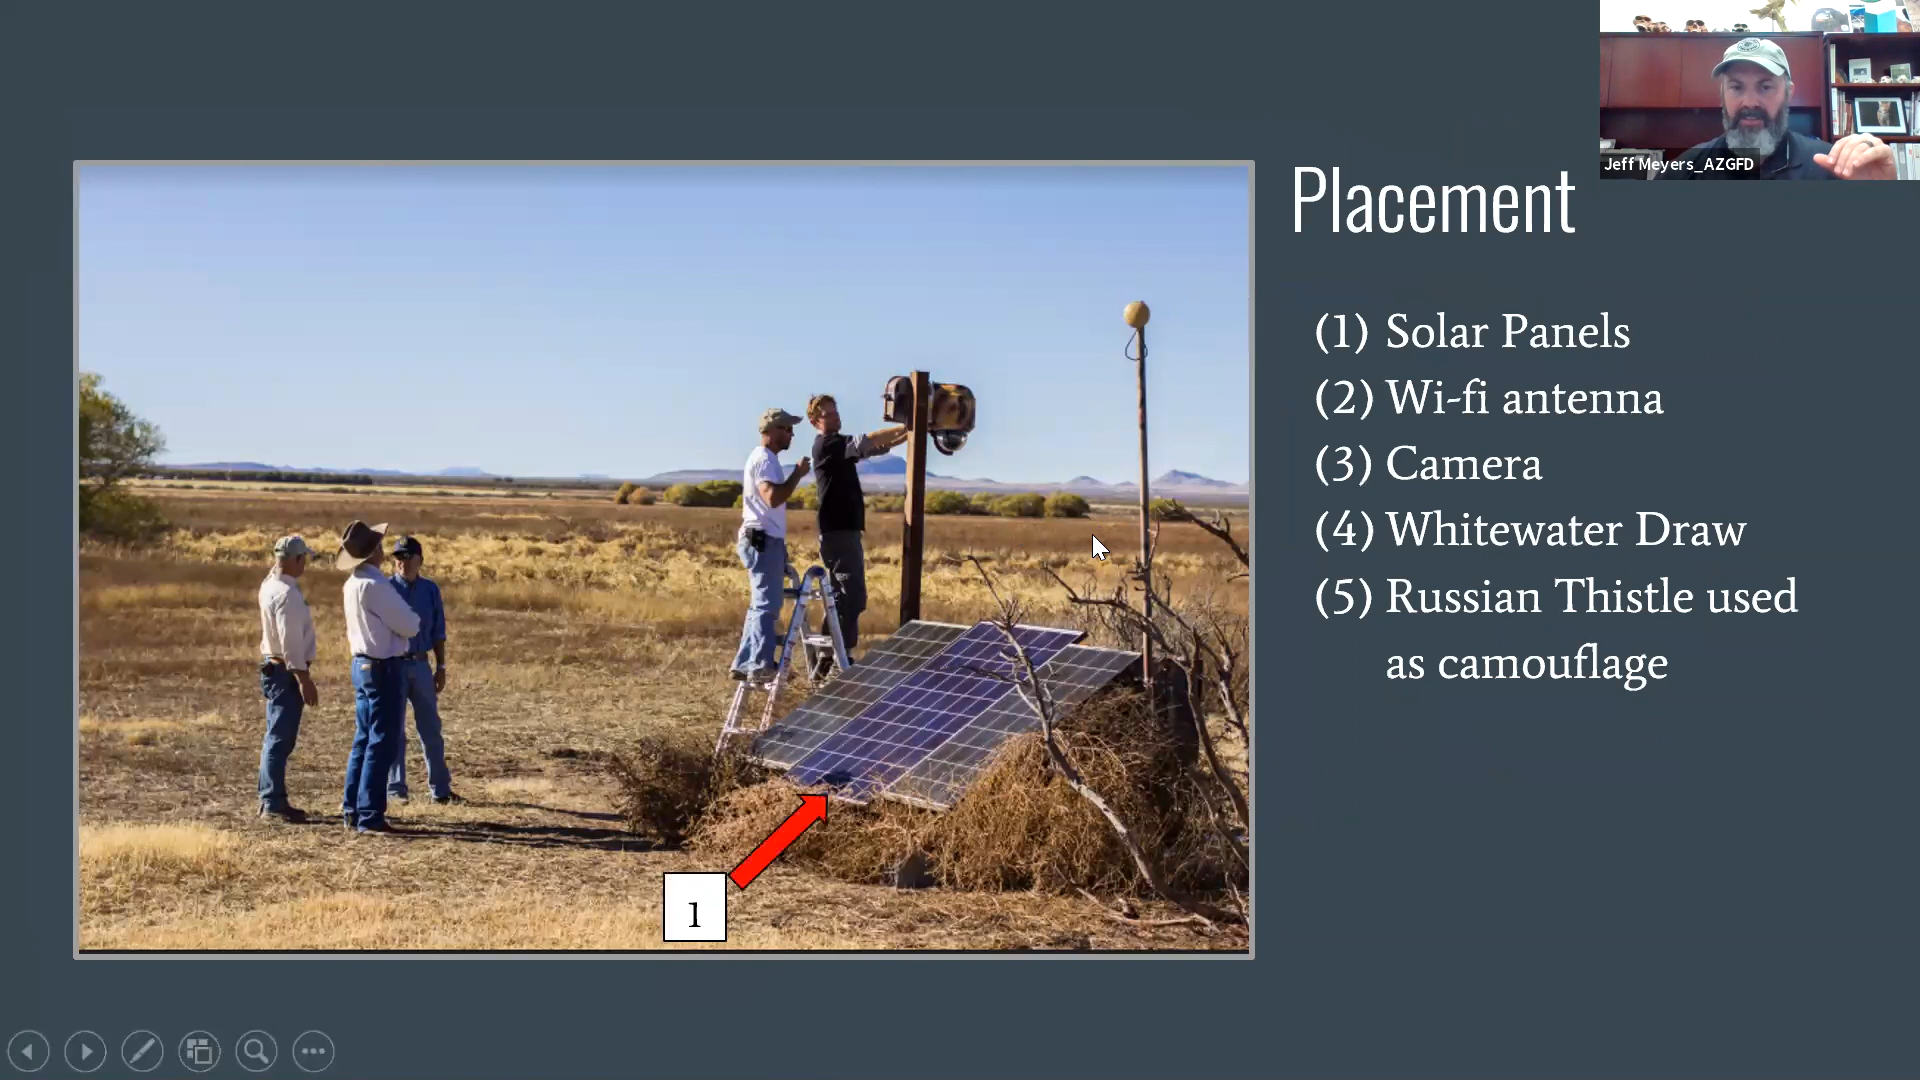 Jeff Meyers_AZGFD
Placement
(1) Solar Panels
(2) Wi-fi antenna
(3) Camera
(4) Whitewater Draw
(5) Russian Thistle used
as camouflage
1